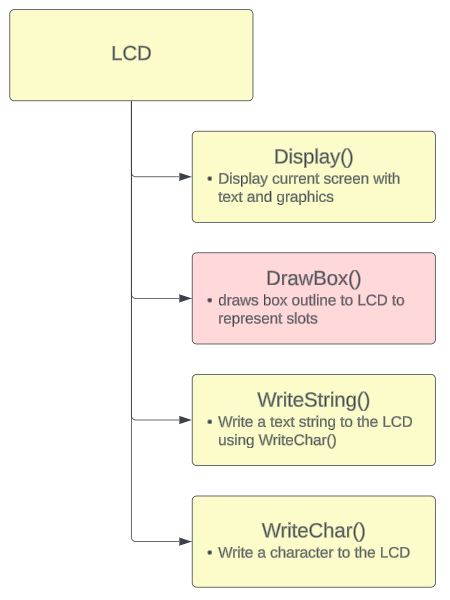 LCD
Display()
• Display current screen with
text and graphics
DrawBox()
• draws box outline to LCD to
represent slots
WriteString()
• Write a text string to the LCD
using WriteChar()
WriteChar()
• Write a character to the LCD